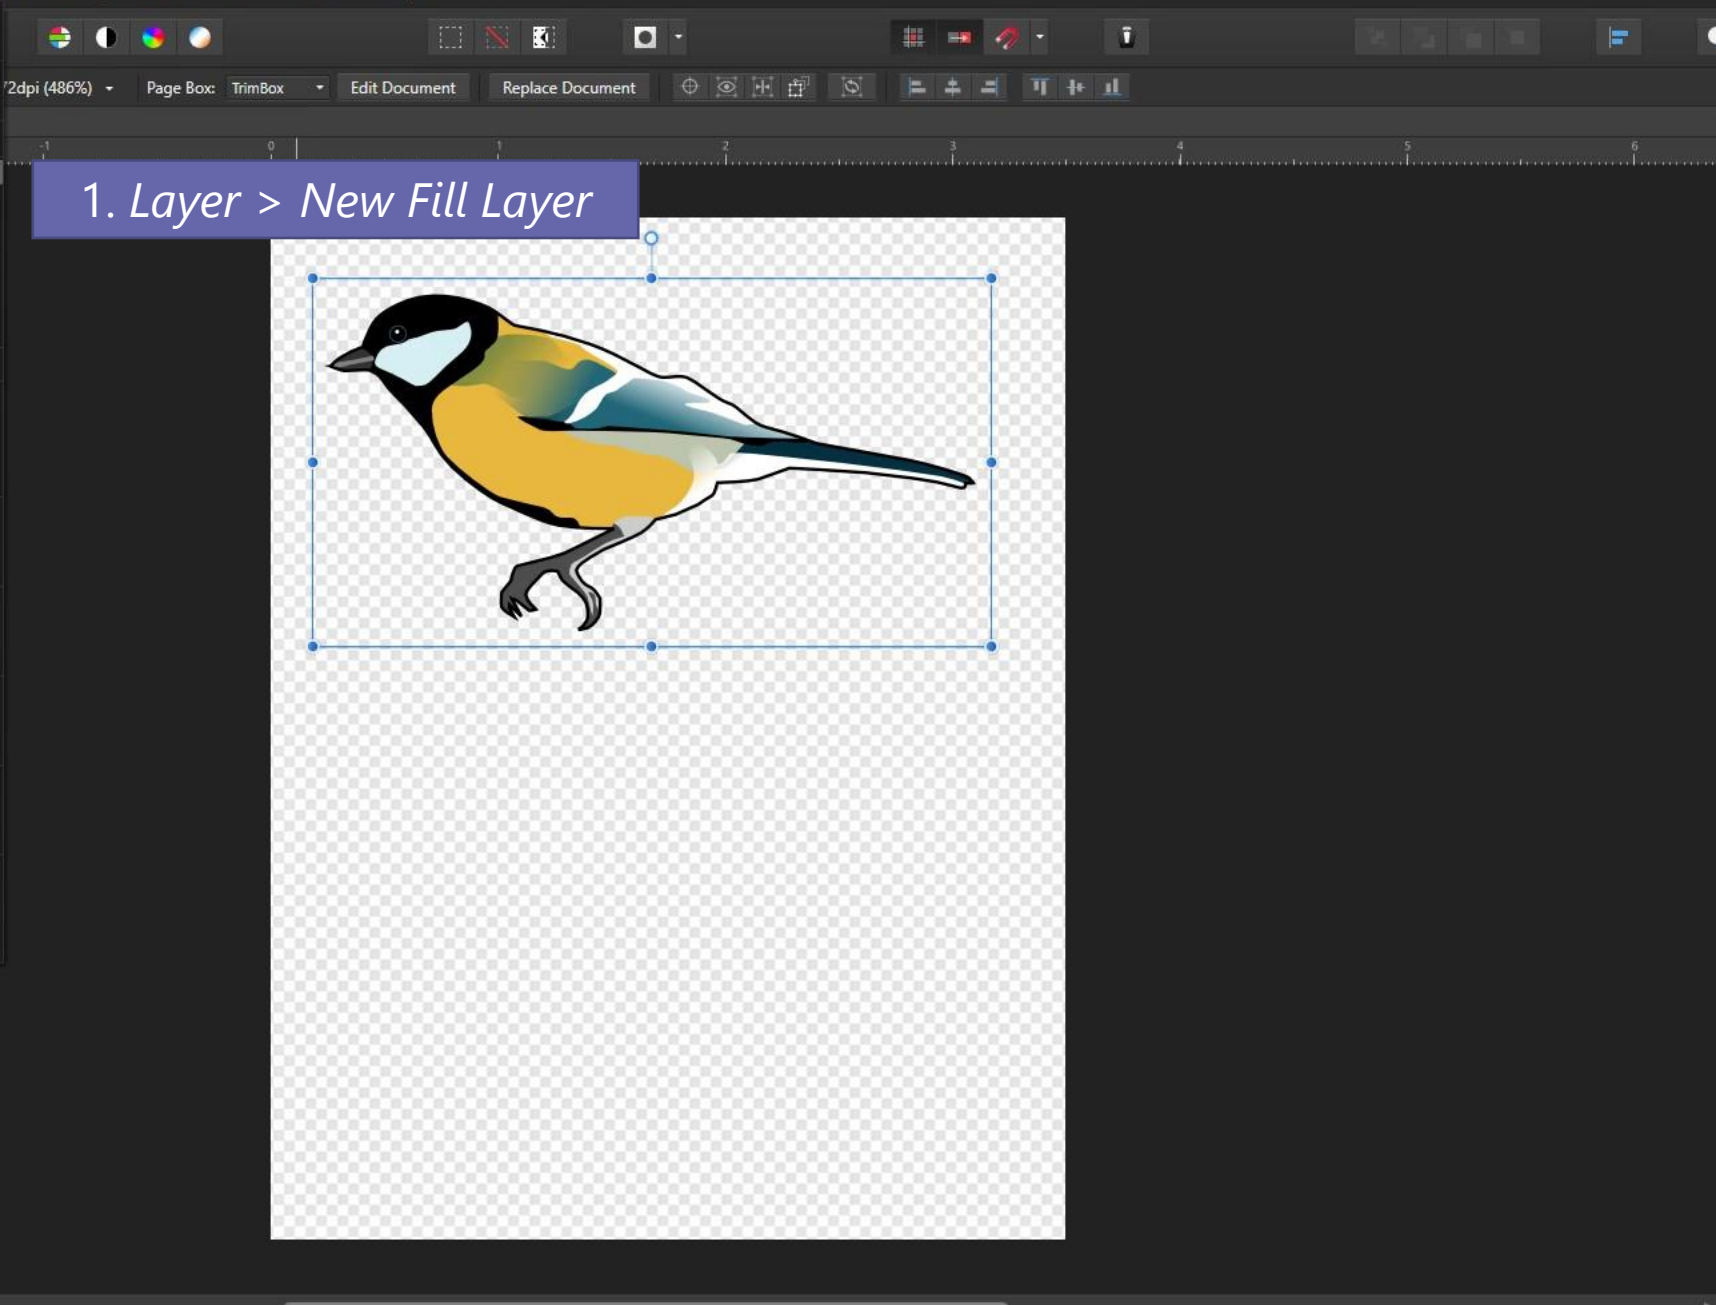 2dpi (486%)
Page Box: TrimBox
Edit Document
Replace Document
-1 0 1 2 3 4 5 6
1. Layer > New Fill Layer